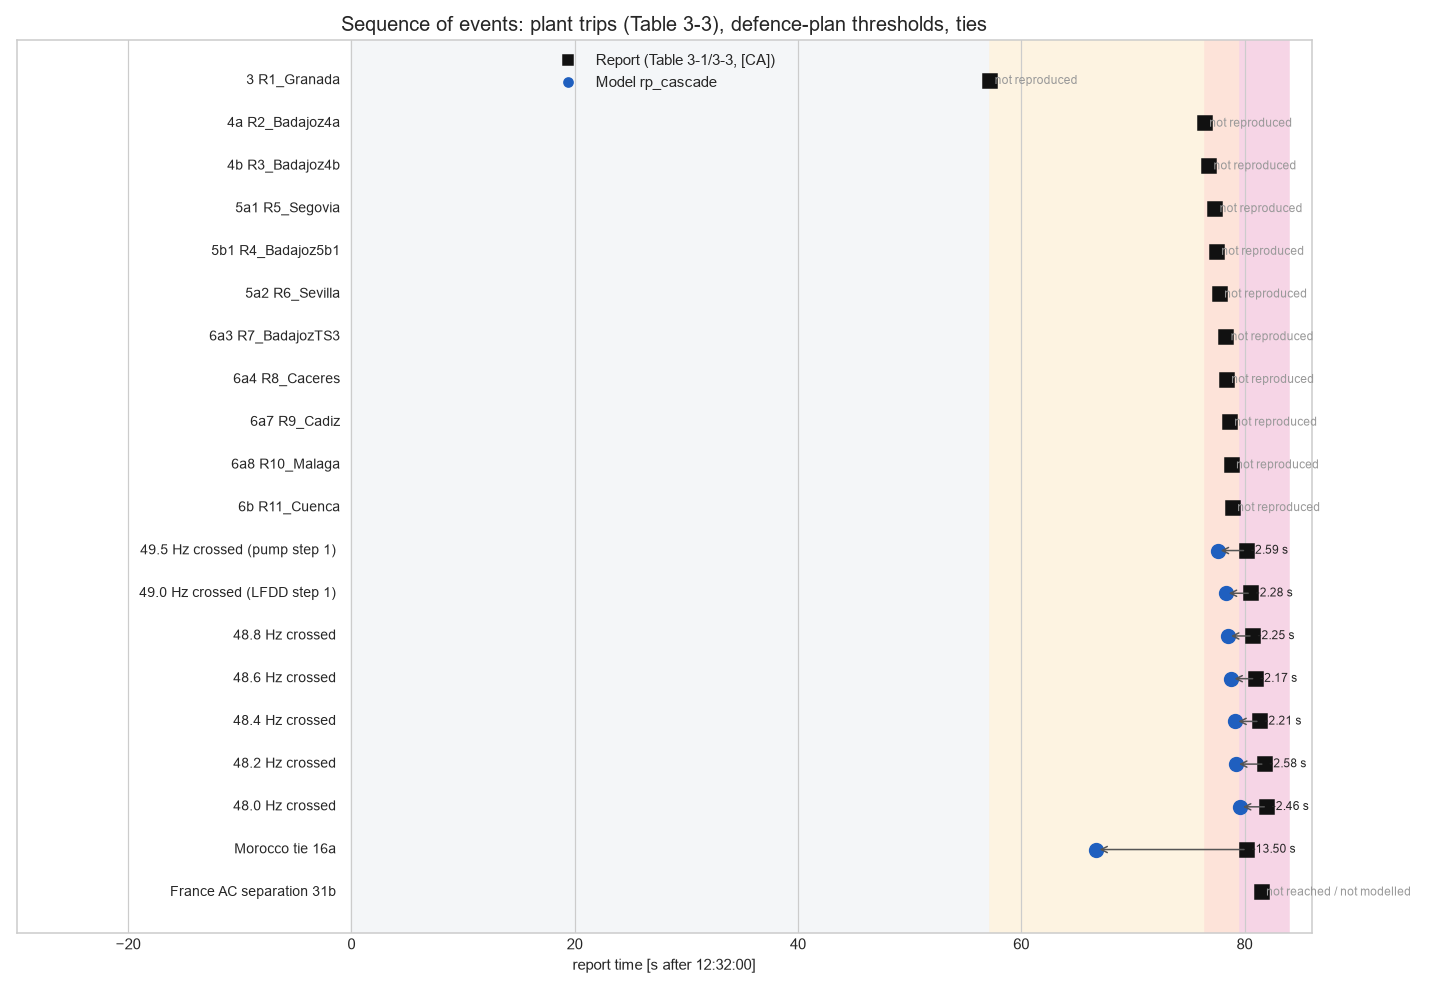 Sequence of events: plant trips (Table 3-3), defence-plan thresholds, ties
Report (Table 3-1/3-3, [CA])
Model rp_cascade
3 R1_Granada not reproduced
4a R2_Badajoz4a not reproduced
4b R3_Badajoz4b not reproduced
5a1 R5_Segovia not reproduced
5b1 R4_Badajoz5b1 not reproduced
5a2 R6_Sevilla not reproduced
6a3 R7_BadajozTS3 not reproduced
6a4 R8_Caceres not reproduced
6a7 R9_Cadiz not reproduced
6a8 R10_Malaga not reproduced
6b R11_Cuenca not reproduced
49.5 Hz crossed (pump step 1) 2.59 s
49.0 Hz crossed (LFDD step 1) 2.28 s
48.8 Hz crossed 2.25 s
48.6 Hz crossed 2.17 s
48.4 Hz crossed 2.21 s
48.2 Hz crossed 2.58 s
48.0 Hz crossed 2.46 s
Morocco tie 16a 13.50 s
France AC separation 31b not reached / not modelled
−20 0 20 40 60 80
report time [s after 12:32:00]